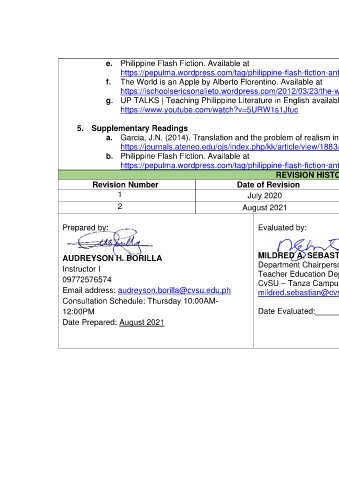 e. Philippine Flash Fiction. Available at
https://pepulma.wordpress.com/tag/philippine-flash-fiction-ant
f. The World is an Apple by Alberto Florentino. Available at
https://ischoolsericsonalieto.wordpress.com/2012/03/23/the-w
g. UP TALKS | Teaching Philippine Literature in English availabl
https://www.youtube.com/watch?v=5URW1s1Jfuc
5. Supplementary Readings
a. Garcia, J.N. (2014). Translation and the problem of realism in
https://journals.ateneo.edu/ojs/index.php/kk/article/view/1883
b. Philippine Flash Fiction. Available at
https://pepulma.wordpress.com/tag/philippine-flash-fiction-ant
REVISION HISTO
Revision Number Date of Revision
1 July 2020
2 August 2021
Prepared by:
AUDREYSON H. BORILLA
Instructor I
09772576574
Email address: audreyson.borilla@cvsu.edu.ph
Consultation Schedule: Thursday 10:00AM-
12:00PM
Date Prepared: August 2021
Evaluated by:
MILDRED A. SEBAST
Department Chairperso
Teacher Education Dep
CvSU – Tanza Campu
mildred.sebastian@cvs
Date Evaluated:______